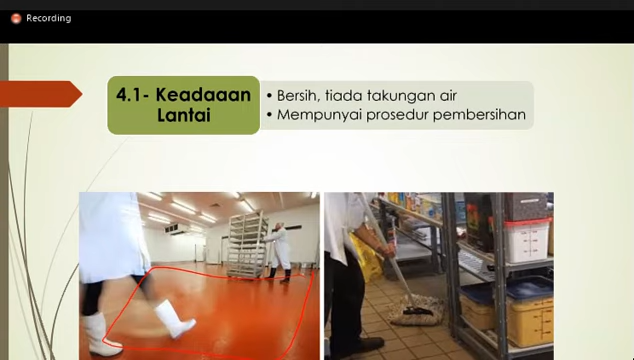 Recording
4.1- Keadaaan
Lantai
• Bersih, tiada takungan air
• Mempunyai prosedur pembersihan